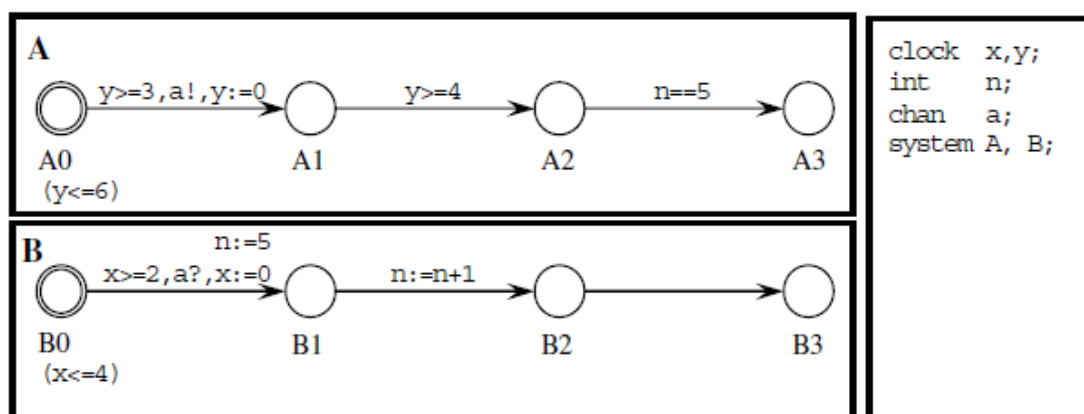 A
y>=3,a!,y:=0 y>=4 n==5
A0 A1 A2 A3
(y<=6)
B
n:=5
x>=2,a?,x:=0 n:=n+1
B0 B1 B2 B3
(x<=4)
clock x,y;
int n;
chan a;
system A, B;